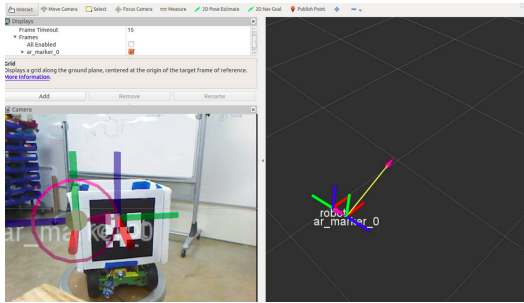 Interact Move Camera Select Focus Camera Measure 2D Pose Estimate 2D Nav Goal Publish Point
Displays
Frame Timeout 15
Frames
All Enabled
ar_marker_0
Grid
Displays a grid along the ground plane, centered at the origin of the target frame of reference.
More Information.
Add Remove Rename
Camera
robot
ar_marker_0